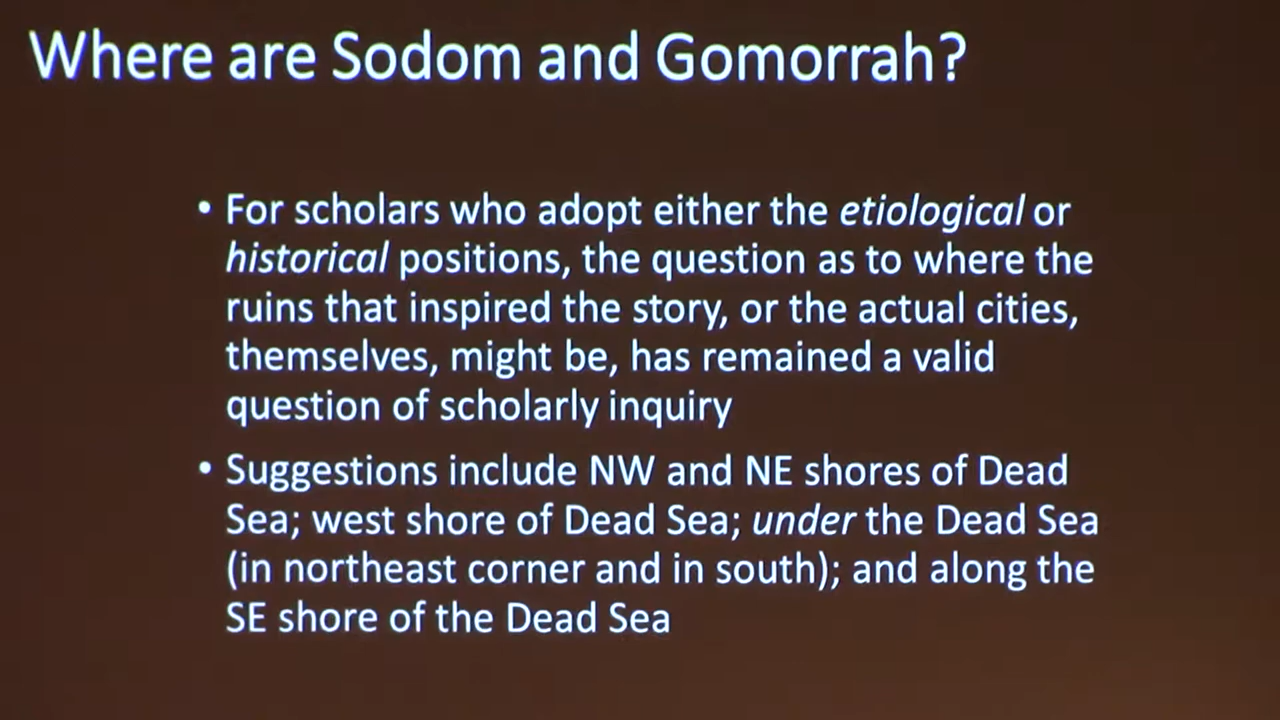 Where are Sodom and Gomorrah?
• For scholars who adopt either the etiological or
historical positions, the question as to where the
ruins that inspired the story, or the actual cities,
themselves, might be, has remained a valid
question of scholarly inquiry
• Suggestions include NW and NE shores of Dead
Sea; west shore of Dead Sea; under the Dead Sea
(in northeast corner and in south); and along the
SE shore of the Dead Sea